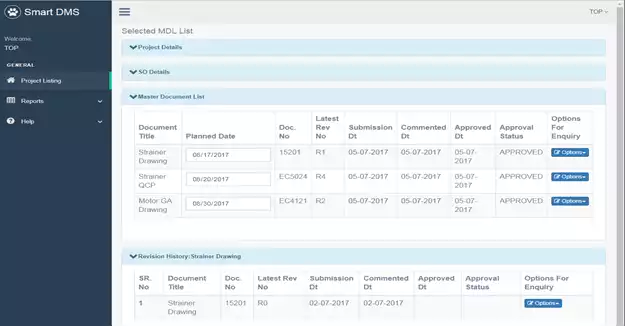 Smart DMS
TOP
Welcome,
TOP
GENERAL
Project Listing
Reports
Help
Selected MDL List
Project Details
SO Details
Master Document List
Document Title Planned Date Doc. No Latest Rev No Submission Dt Commented Dt Approved Dt Approval Status Options For Enquiry
Strainer Drawing 08/17/2017 15201 R1 05-07-2017 05-07-2017 05-07-2017 APPROVED Options
Strainer QCP 08/20/2017 EC5024 R4 05-07-2017 05-07-2017 05-07-2017 APPROVED Options
Motor GA Drawing 08/30/2017 EC4121 R2 05-07-2017 05-07-2017 05-07-2017 APPROVED Options
Revision History:Strainer Drawing
SR. No Document Title Doc. No Latest Rev No Submission Dt Commented Dt Approved Dt Approval Status Options For Enquiry
1 Strainer Drawing 15201 R0 02-07-2017 02-07-2017 Options